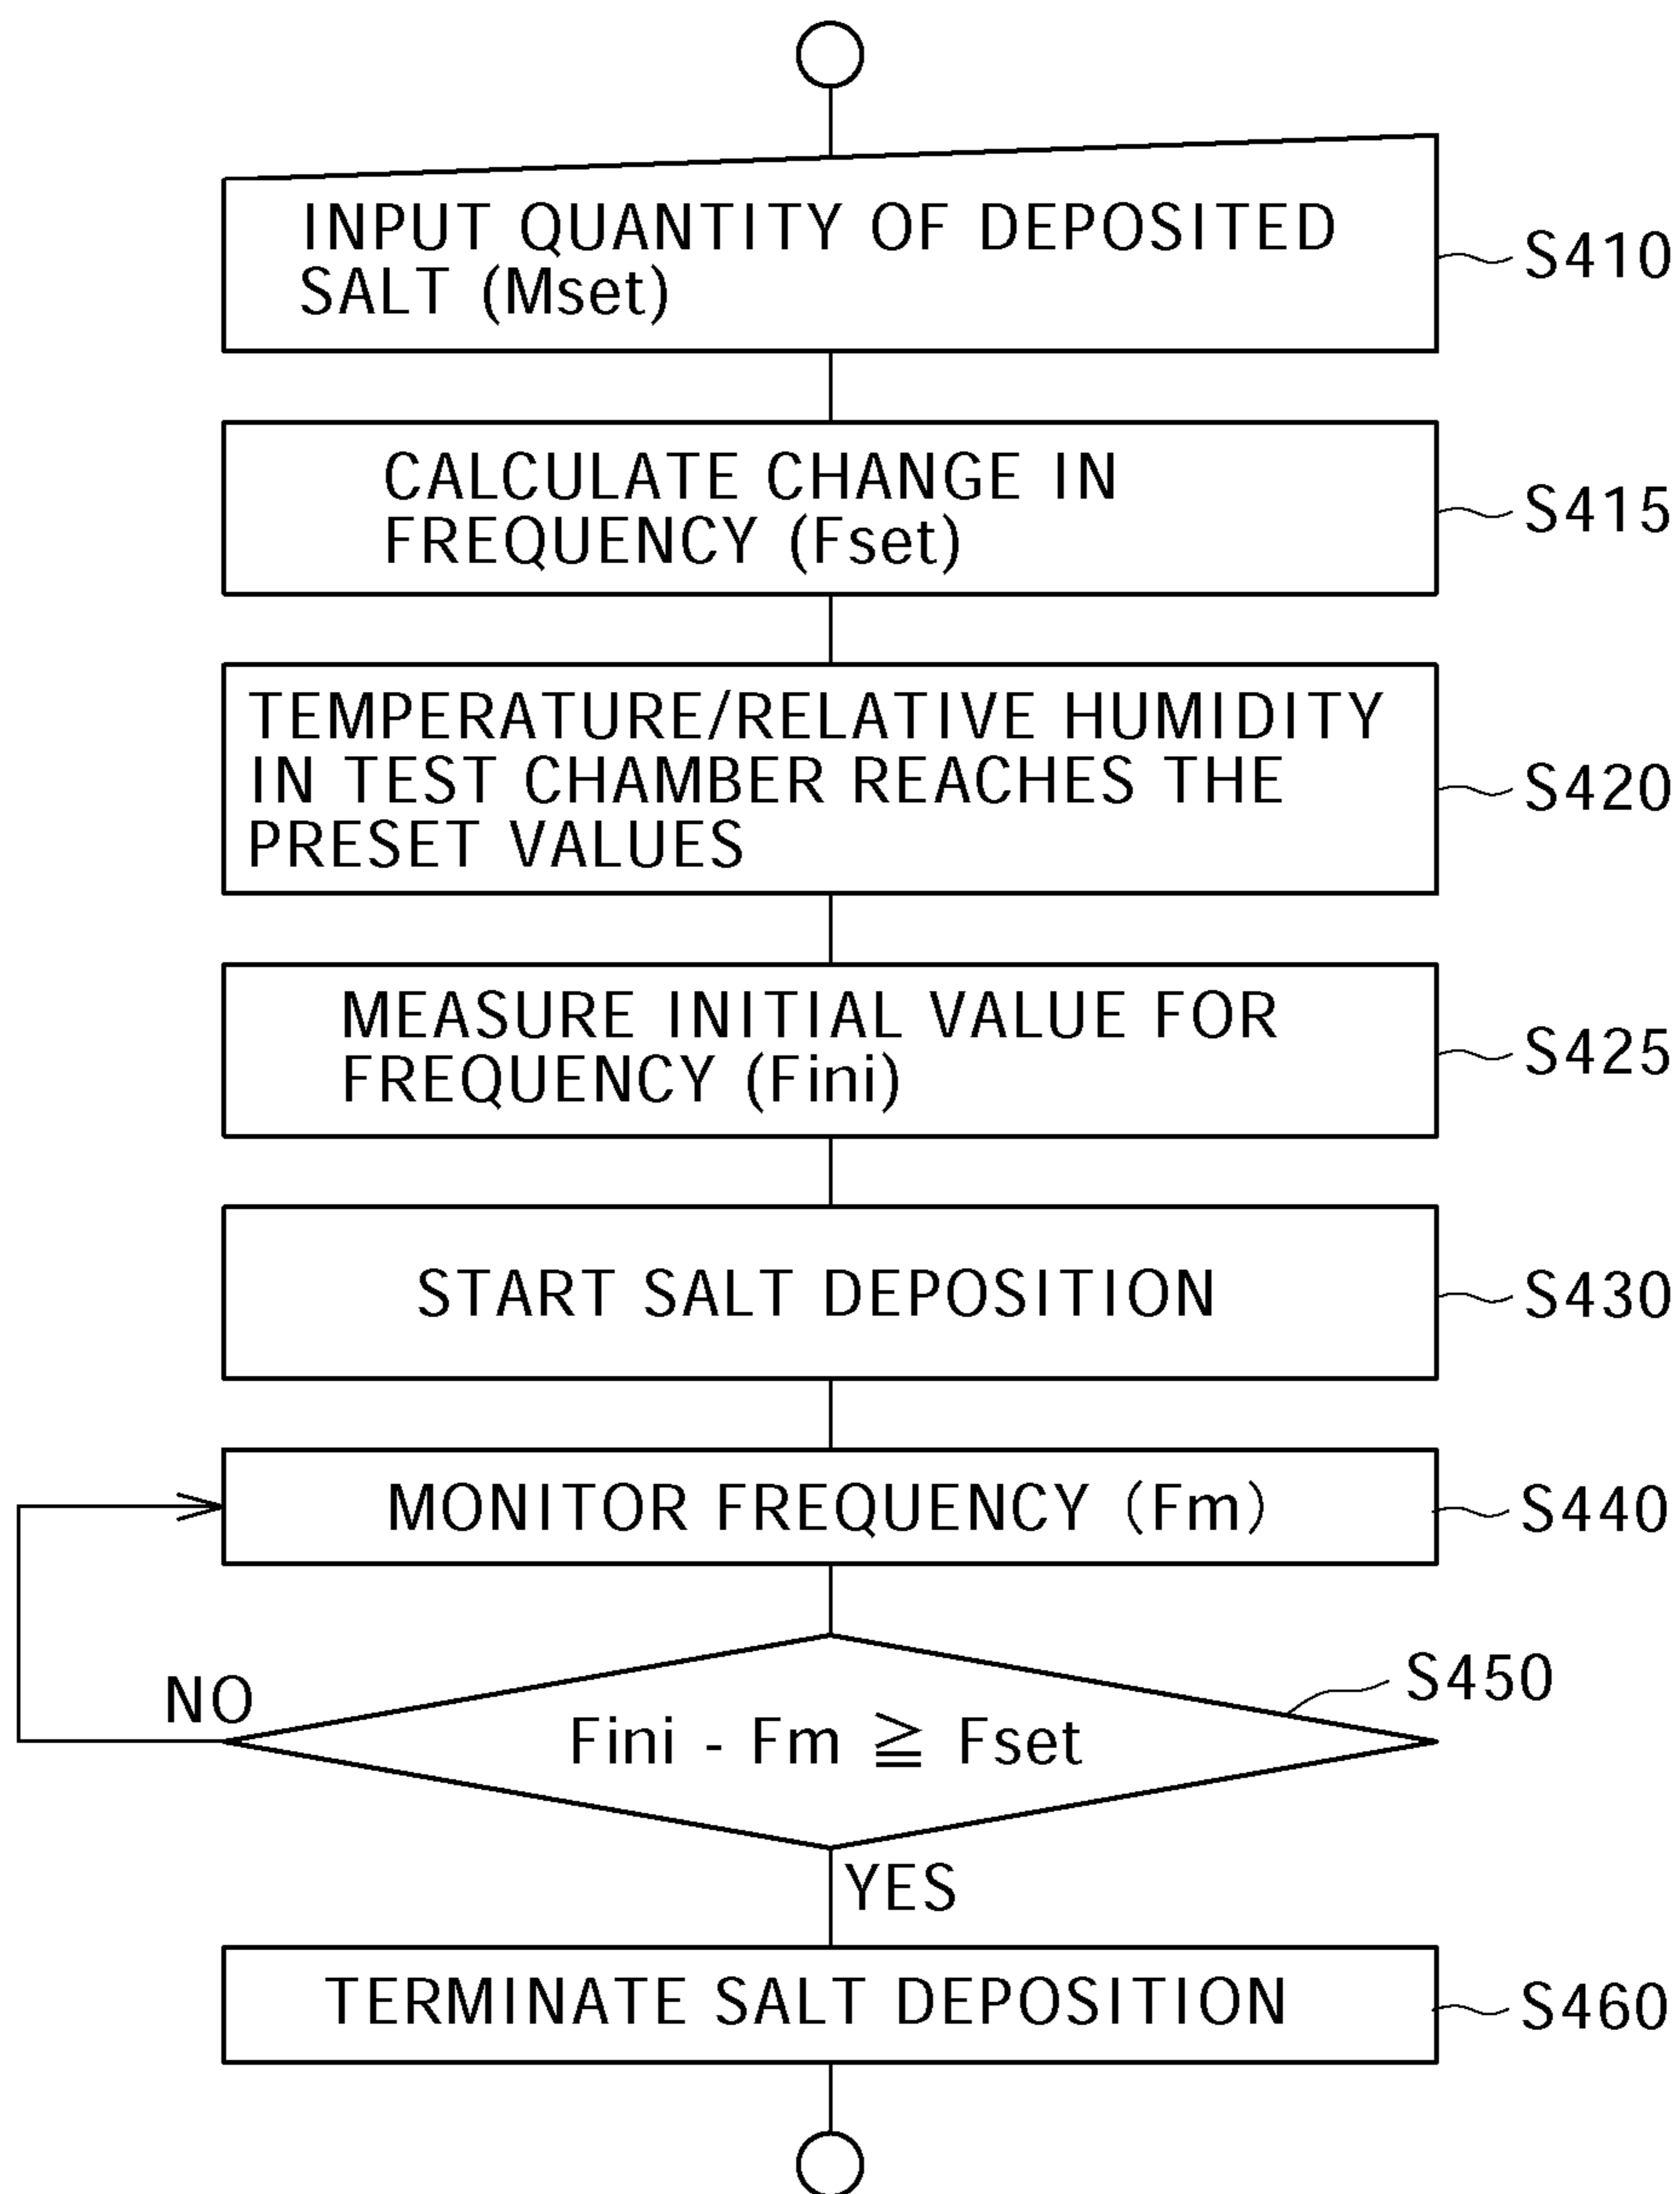 INPUT QUANTITY OF DEPOSITED
SALT (Mset)
S410
CALCULATE CHANGE IN
FREQUENCY (Fset)
S415
TEMPERATURE/RELATIVE HUMIDITY
IN TEST CHAMBER REACHES THE
PRESET VALUES
S420
MEASURE INITIAL VALUE FOR
FREQUENCY (Fini)
S425
START SALT DEPOSITION
S430
MONITOR FREQUENCY (Fm)
S440
S450
NO
Fini - Fm ≧ Fset
YES
TERMINATE SALT DEPOSITION
S460